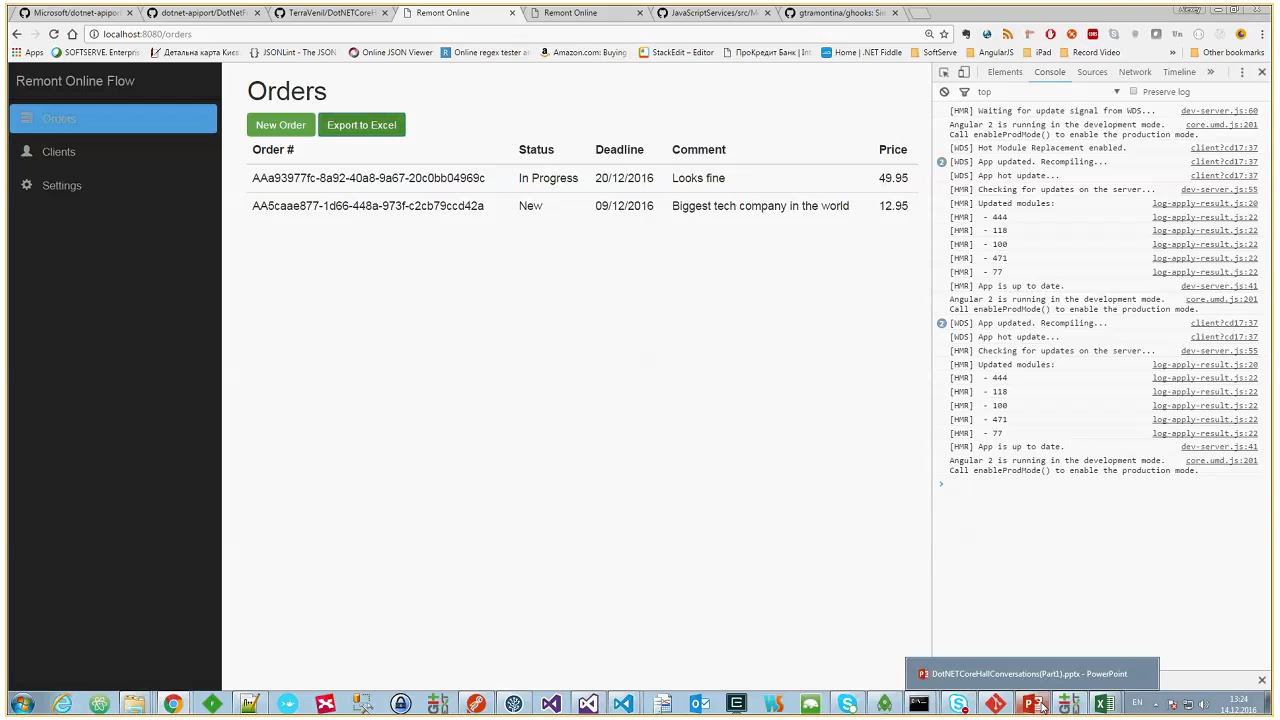 Microsoft/dotnet-apiport
dotnet-apiport/DotNetF
TerraVenil/DotNETCoreH
Remont Online
Remont Online
JavaScriptServices/src/Mi
gtramontina/ghooks: Sim
Alexey
localhost:8080/orders
Apps
SOFTSERVE. Enterpris
Детальна карта Києв
JSONLint - The JSON
Online JSON Viewer
Online regex tester ar
Amazon.com: Buying
StackEdit – Editor
ПроКредит Банк | Int
Home | .NET Fiddle
SoftServe
AngularJS
iPad
Record Video
»
Other bookmarks
Remont Online Flow
Orders
Clients
Settings
Orders
New Order
Export to Excel
Order # Status Deadline Comment Price
AAa93977fc-8a92-40a8-9a67-20c0bb04969c In Progress 20/12/2016 Looks fine 49.95
AA5caae877-1d66-448a-973f-c2cb79ccd42a New 09/12/2016 Biggest tech company in the world 12.95
Elements Console Sources Network Timeline »
top Preserve log
[HMR] Waiting for update signal from WDS... dev-server.js:60
Angular 2 is running in the development mode. core.umd.js:201
Call enableProdMode() to enable the production mode.
[WDS] Hot Module Replacement enabled. client?cd17:37
2 [WDS] App updated. Recompiling... client?cd17:37
[WDS] App hot update... client?cd17:37
[HMR] Checking for updates on the server... dev-server.js:55
[HMR] Updated modules: log-apply-result.js:20
[HMR] - 444 log-apply-result.js:22
[HMR] - 118 log-apply-result.js:22
[HMR] - 100 log-apply-result.js:22
[HMR] - 471 log-apply-result.js:22
[HMR] - 77 log-apply-result.js:22
[HMR] App is up to date. dev-server.js:41
Angular 2 is running in the development mode. core.umd.js:201
Call enableProdMode() to enable the production mode.
2 [WDS] App updated. Recompiling... client?cd17:37
[WDS] App hot update... client?cd17:37
[HMR] Checking for updates on the server... dev-server.js:55
[HMR] Updated modules: log-apply-result.js:20
[HMR] - 444 log-apply-result.js:22
[HMR] - 118 log-apply-result.js:22
[HMR] - 100 log-apply-result.js:22
[HMR] - 471 log-apply-result.js:22
[HMR] - 77 log-apply-result.js:22
[HMR] App is up to date. dev-server.js:41
Angular 2 is running in the development mode. core.umd.js:201
Call enableProdMode() to enable the production mode.
DotNETCoreHallConversations(Part1).pptx - PowerPoint
EN
13:24
14.12.2016